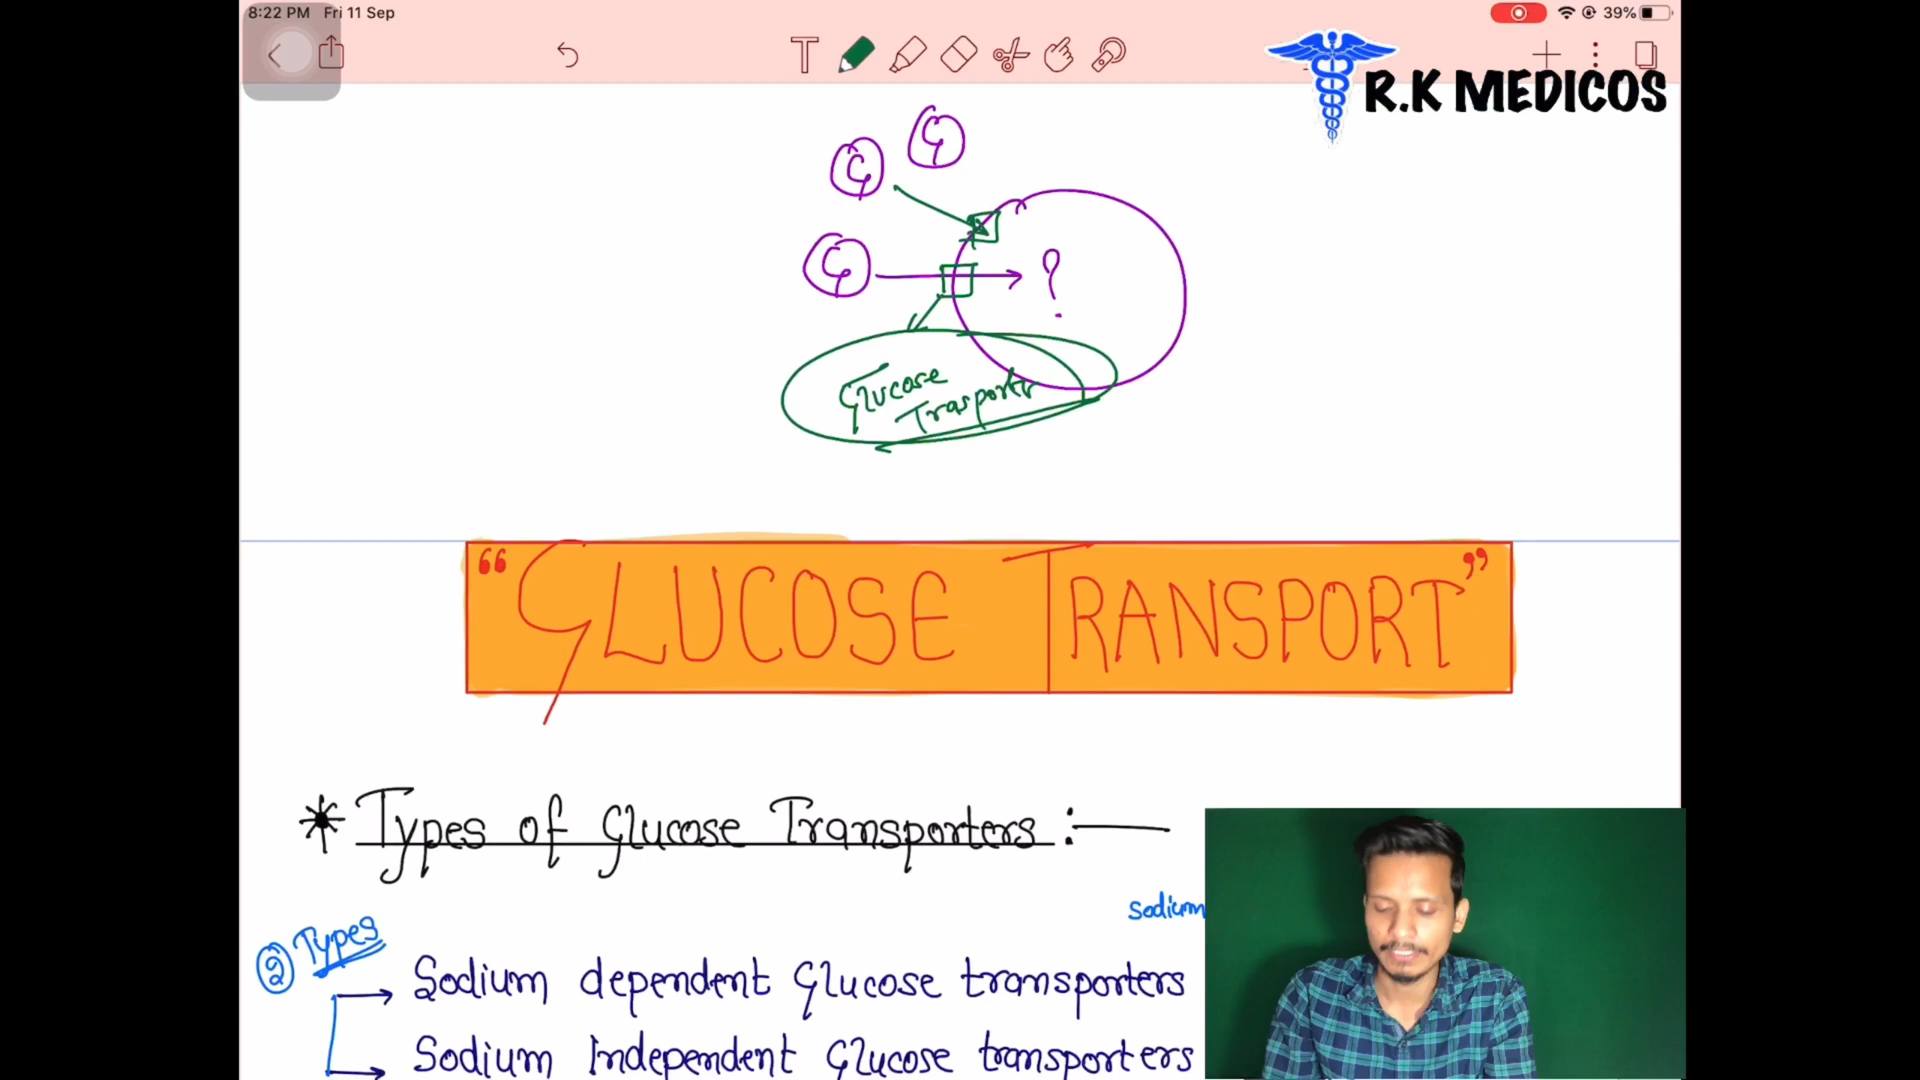 8:22 PM Fri 11 Sep
39%
T
R.K MEDICOS
G
G
G
?
Glucose
Trasporter
“GLUCOSE TRANSPORT”
* Types of Glucose Transporters :—
Sodium
② Types
Sodium dependent Glucose transporters
Sodium Independent Glucose transporters